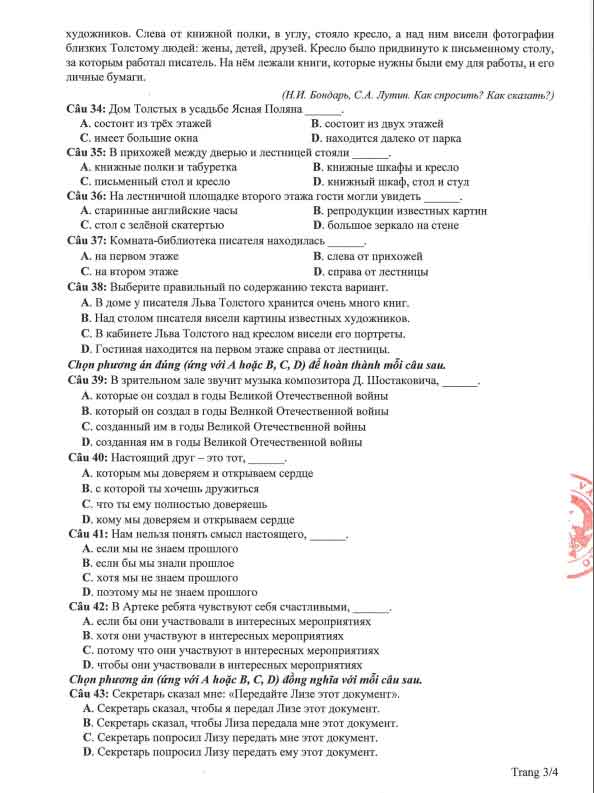 художников. Слева от книжной полки, в углу, стояло кресло, а над ним висели фотографии
близких Толстому людей: жены, детей, друзей. Кресло было придвинуто к письменному столу,
за которым работал писатель. На нём лежали книги, которые нужны были ему для работы, и его
личные бумаги.
(Н.И. Бондарь, С.А. Лутин. Как спросить? Как сказать?)
Câu 34: Дом Толстых в усадьбе Ясная Поляна ______.
A. состоит из трёх этажей B. состоит из двух этажей
C. имеет большие окна D. находится далеко от парка
Câu 35: В прихожей между дверью и лестницей стояли ______.
A. книжные полки и табуретка B. книжные шкафы и кресло
C. письменный стол и кресло D. книжный шкаф, стол и стул
Câu 36: На лестничной площадке второго этажа гости могли увидеть ______.
A. старинные английские часы B. репродукции известных картин
C. стол с зелёной скатертью D. большое зеркало на стене
Câu 37: Комната-библиотека писателя находилась ______.
A. на первом этаже B. слева от прихожей
C. на втором этаже D. справа от лестницы
Câu 38: Выберите правильный по содержанию текста вариант.
A. В доме у писателя Льва Толстого хранится очень много книг.
B. Над столом писателя висели картины известных художников.
C. В кабинете Льва Толстого над креслом висели его портреты.
D. Гостиная находится на первом этаже справа от лестницы.
Chọn phương án đúng (ứng với A hoặc B, C, D) để hoàn thành mỗi câu sau.
Câu 39: В зрительном зале звучит музыка композитора Д. Шостаковича, ______.
A. которые он создал в годы Великой Отечественной войны
B. который он создал в годы Великой Отечественной войны
C. созданный им в годы Великой Отечественной войны
D. созданная им в годы Великой Отечественной войны
Câu 40: Настоящий друг – это тот, ______.
A. которым мы доверяем и открываем сердце
B. с которой ты хочешь дружиться
C. что ты ему полностью доверяешь
D. кому мы доверяем и открываем сердце
Câu 41: Нам нельзя понять смысл настоящего, ______.
A. если мы не знаем прошлого
B. если бы мы знали прошлое
C. хотя мы не знаем прошлого
D. поэтому мы не знаем прошлого
Câu 42: В Артеке ребята чувствуют себя счастливыми, ______.
A. если бы они участвовали в интересных мероприятиях
B. хотя они участвуют в интересных мероприятиях
C. потому что они участвуют в интересных мероприятиях
D. чтобы они участвовали в интересных мероприятиях
Chọn phương án (ứng với A hoặc B, C, D) đồng nghĩa với mỗi câu sau.
Câu 43: Секретарь сказал мне: «Передайте Лизе этот документ».
A. Секретарь сказал, чтобы я передал Лизе этот документ.
B. Секретарь сказал, чтобы Лиза передала мне этот документ.
C. Секретарь попросил Лизу передать мне этот документ.
D. Секретарь попросил Лизу передать ему этот документ.
Trang 3/4